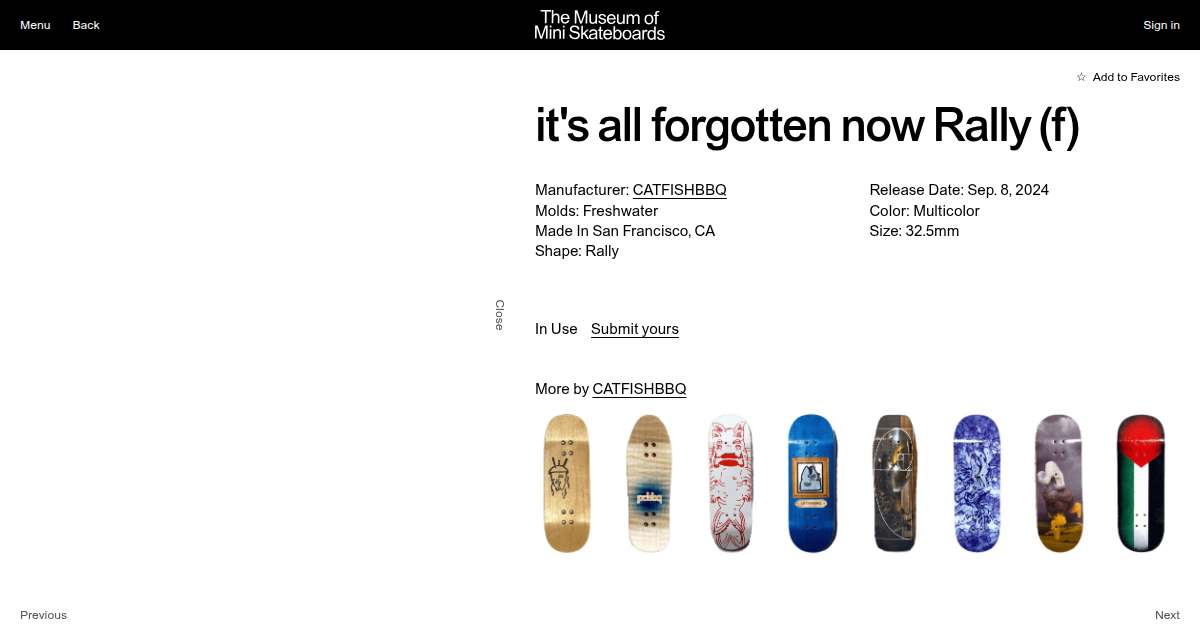 Menu
Back
The Museum of
Mini Skateboards
Sign in
☆ Add to Favorites
it's all forgotten now Rally (f)
Manufacturer: CATFISHBBQ
Molds: Freshwater
Made In San Francisco, CA
Shape: Rally
Release Date: Sep. 8, 2024
Color: Multicolor
Size: 32.5mm
Close
In Use
Submit yours
More by CATFISHBBQ
Previous
Next